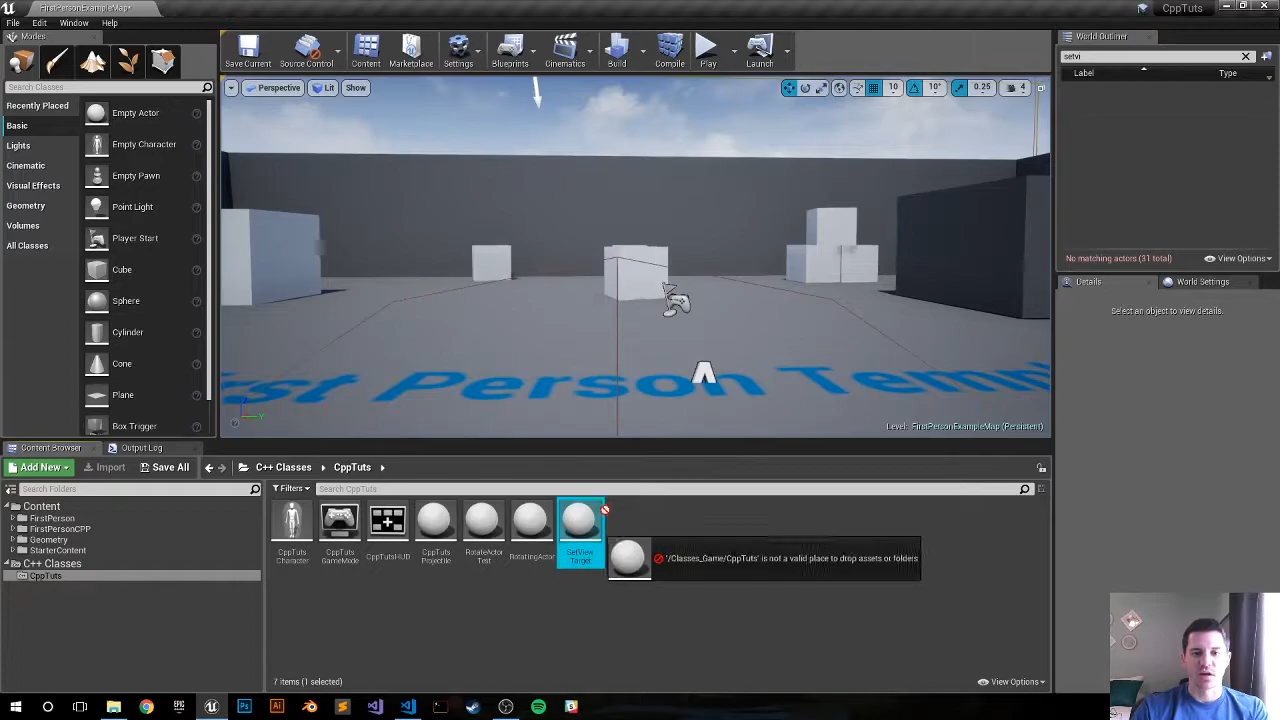 FirstPersonExampleMap*
CppTuts
File Edit Window Help
Modes
World Outliner
Save Current
Source Control
Content
Marketplace
Settings
Blueprints
Cinematics
Build
Compile
Play
Launch
setvi
Label Type
Search Classes
Perspective Lit Show
10 10° 0.25 4
Recently Placed
Basic
Lights
Cinematic
Visual Effects
Geometry
Volumes
All Classes
Empty Actor
Empty Character
Empty Pawn
Point Light
Player Start
Cube
Sphere
Cylinder
Cone
Plane
Box Trigger
No matching actors (31 total) View Options
Details World Settings
Select an object to view details.
First Person Templ
Level: FirstPersonExampleMap (Persistent)
Content Browser Output Log
Add New Import Save All C++ Classes CppTuts
Search Folders
Filters Search CppTuts
Content
FirstPerson
FirstPersonCPP
Geometry
StarterContent
C++ Classes
CppTuts
CppTuts Character
CppTuts GameMode
CppTutsHUD
CppTuts Projectile
RotateActor Test
RotatingActor
SetView Target
'/Classes_Game/CppTuts' is not a valid place to drop assets or folders
7 items (1 selected) View Options